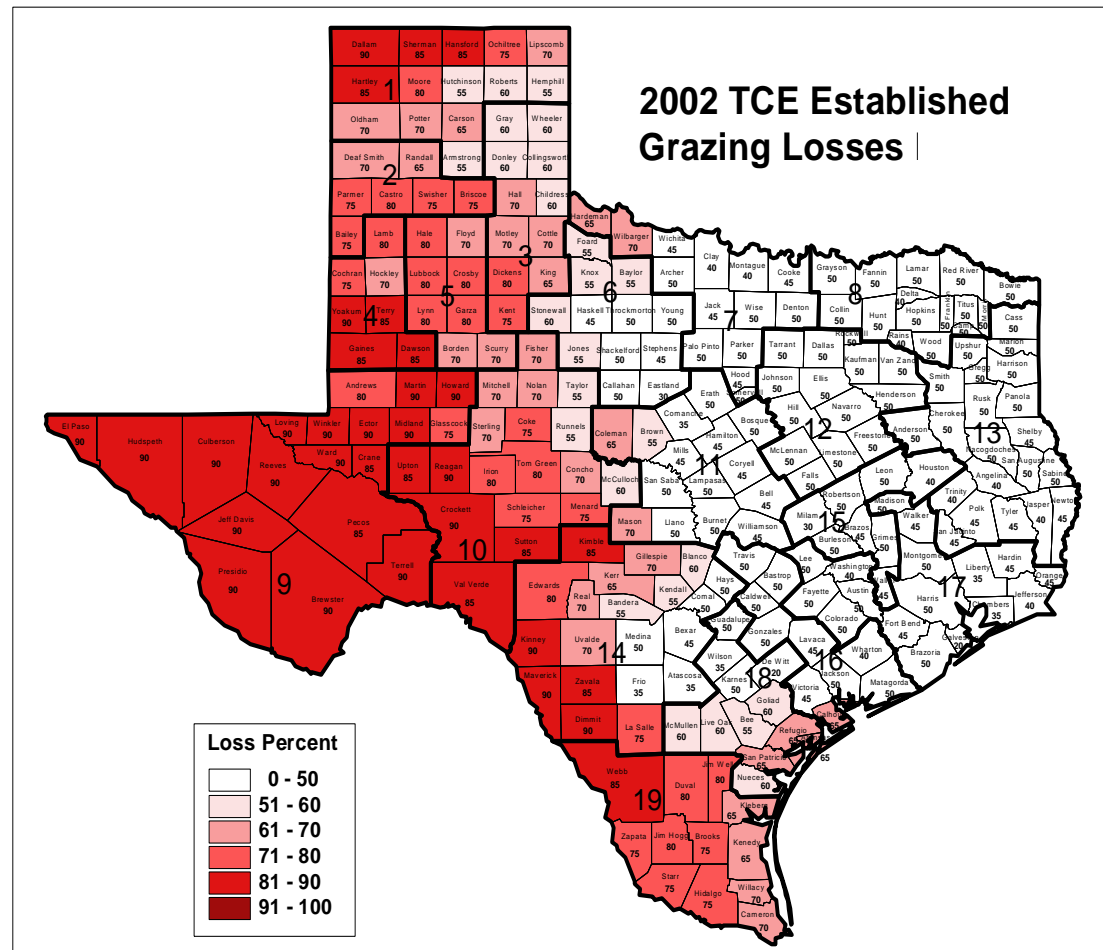 2002 TCE Established
Grazing Losses
Dallam Sherman Hansford Ochiltree Lipscomb
90 85 85 75 70
Hartley Moore Hutchinson Roberts Hemphill
85 1 80 55 60 55
Oldham Potter Carson Gray Wheeler
70 70 65 60 60
Deaf Smith Randall Armstrong Donley Collingsworth
70 2 65 55 60 60
Parmer Castro Swisher Briscoe Hall Childress
75 80 75 75 70 60
Bailey Lamb Hale Floyd Motley Cottle Hardeman Wilbarger Wichita
75 80 80 70 70 3 70 65 70 45
Foard Clay Montague Cooke Grayson Fannin Lamar Red River Bowie
55 40 40 45 50 50 50 50 50
Cochran Hockley Lubbock Crosby Dickens King Knox Baylor Archer
75 70 80 5 80 80 65 55 6 55 50
Collin Hunt Delta Hopkins Franklin Titus Camp Cass
50 8 50 40 50 50 50 50 50
Yoakum Terry Lynn Garza Kent Stonewall Haskell Throckmorton Young Jack Wise Denton
90 4 85 80 80 75 60 45 50 50 45 7 50 50
Rockwall Rains Wood Upshur Marion
50 40 50 50 50
Gaines Dawson Borden Scurry Fisher Jones Shackelford Stephens Palo Pinto Parker Tarrant Dallas Kaufman Van Zandt Smith Gregg Harrison
85 85 70 70 70 55 50 45 50 50 50 50 50 50 50 50 50
Andrews Martin Howard Mitchell Nolan Taylor Callahan Eastland Erath Hood Johnson Ellis Henderson Rusk Panola
80 90 90 70 70 55 50 30 50 45 50 50 50 50 50
El Paso Hudspeth Culberson Loving Winkler Ector Midland Glasscock Sterling Coke Runnels Coleman Brown Comanche Bosque Hill Navarro Anderson Cherokee Shelby
90 90 90 90 90 90 90 75 70 75 55 65 55 35 50 50 12 50 50 50 13 45
Reeves Ward Crane Upton Reagan Irion Tom Green Concho McCulloch Mills Hamilton McLennan Limestone Freestone Nacogdoches San Augustine Sabine
90 90 85 90 90 80 75 70 60 45 11 45 50 50 50 50 50 50
San Saba Lampasas Coryell Falls Leon Houston Angelina
50 50 45 50 50 50 40
Jeff Davis Pecos Crockett Schleicher Menard Mason Llano Burnet Bell Milam Robertson Madison Trinity Polk Tyler Jasper Newton
90 85 90 75 75 70 50 50 50 30 15 50 50 40 45 45 40 45
Presidio Brewster Terrell 10 Sutton Kimble Gillespie Blanco Williamson Burleson Brazos Grimes Walker San Jacinto Hardin
90 9 90 90 85 85 70 60 45 50 45 50 45 45 45
Val Verde Edwards Real Kerr Kendall Bandera Hays Travis Bastrop Lee Washington Montgomery Liberty Orange
85 80 70 65 55 55 50 50 50 50 40 50 17 35 45
Comal Caldwell Fayette Austin Harris Chambers Jefferson
50 50 50 50 50 35 40
Kinney Uvalde Medina Bexar Guadalupe Gonzales Colorado Fort Bend Galveston
90 70 14 50 45 50 50 50 45 20
Maverick Zavala Frio Atascosa Wilson Karnes De Witt Lavaca Wharton Brazoria
90 85 35 35 35 50 18 20 45 16 40 50
Dimmit La Salle McMullen Live Oak Bee Goliad Victoria Jackson Matagorda
90 75 60 60 55 60 45 50 50
Refugio Calhoun
65 65
San Patricio
65 65
Webb Duval Jim Well Nueces
85 19 80 80 60
Kleberg
65
Zapata Jim Hogg Brooks Kenedy
75 80 75 65
Starr Hidalgo Willacy
75 75 70
Cameron
70
Loss Percent
0 - 50
51 - 60
61 - 70
71 - 80
81 - 90
91 - 100